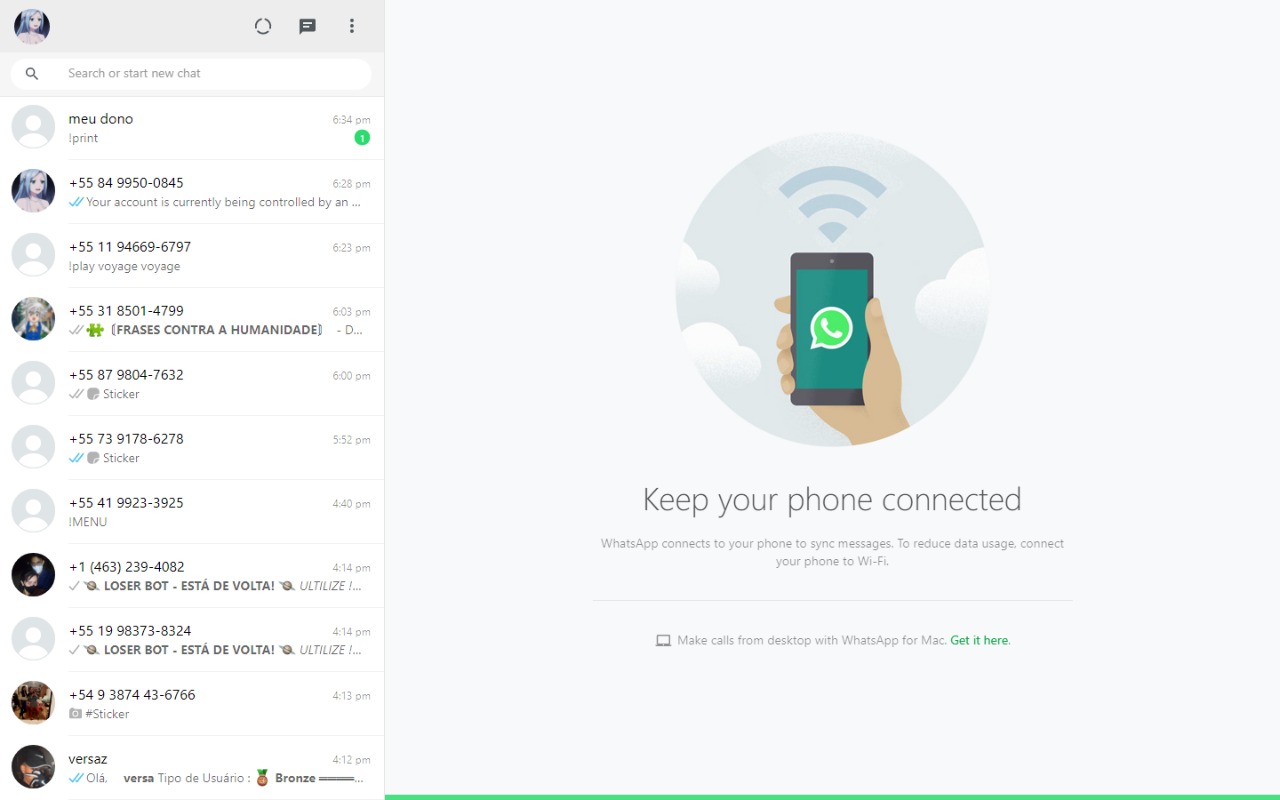 Search or start new chat
meu dono 6:34 pm
!print 1
+55 84 9950-0845 6:28 pm
Your account is currently being controlled by an ...
+55 11 94669-6797 6:23 pm
!play voyage voyage
+55 31 8501-4799 6:03 pm
🧩 〘FRASES CONTRA A HUMANIDADE〙 - D...
+55 87 9804-7632 6:00 pm
Sticker
+55 73 9178-6278 5:52 pm
Sticker
+55 41 9923-3925 4:40 pm
!MENU
+1 (463) 239-4082 4:14 pm
🪐 LOSER BOT - ESTÁ DE VOLTA! 🪐 ULTILIZE !...
+55 19 98373-8324 4:14 pm
🪐 LOSER BOT - ESTÁ DE VOLTA! 🪐 ULTILIZE !...
+54 9 3874 43-6766 4:13 pm
#Sticker
versaz 4:12 pm
Olá, versa Tipo de Usuário : 🥉 Bronze ═════...
Keep your phone connected
WhatsApp connects to your phone to sync messages. To reduce data usage, connect
your phone to Wi-Fi.
Make calls from desktop with WhatsApp for Mac. Get it here.